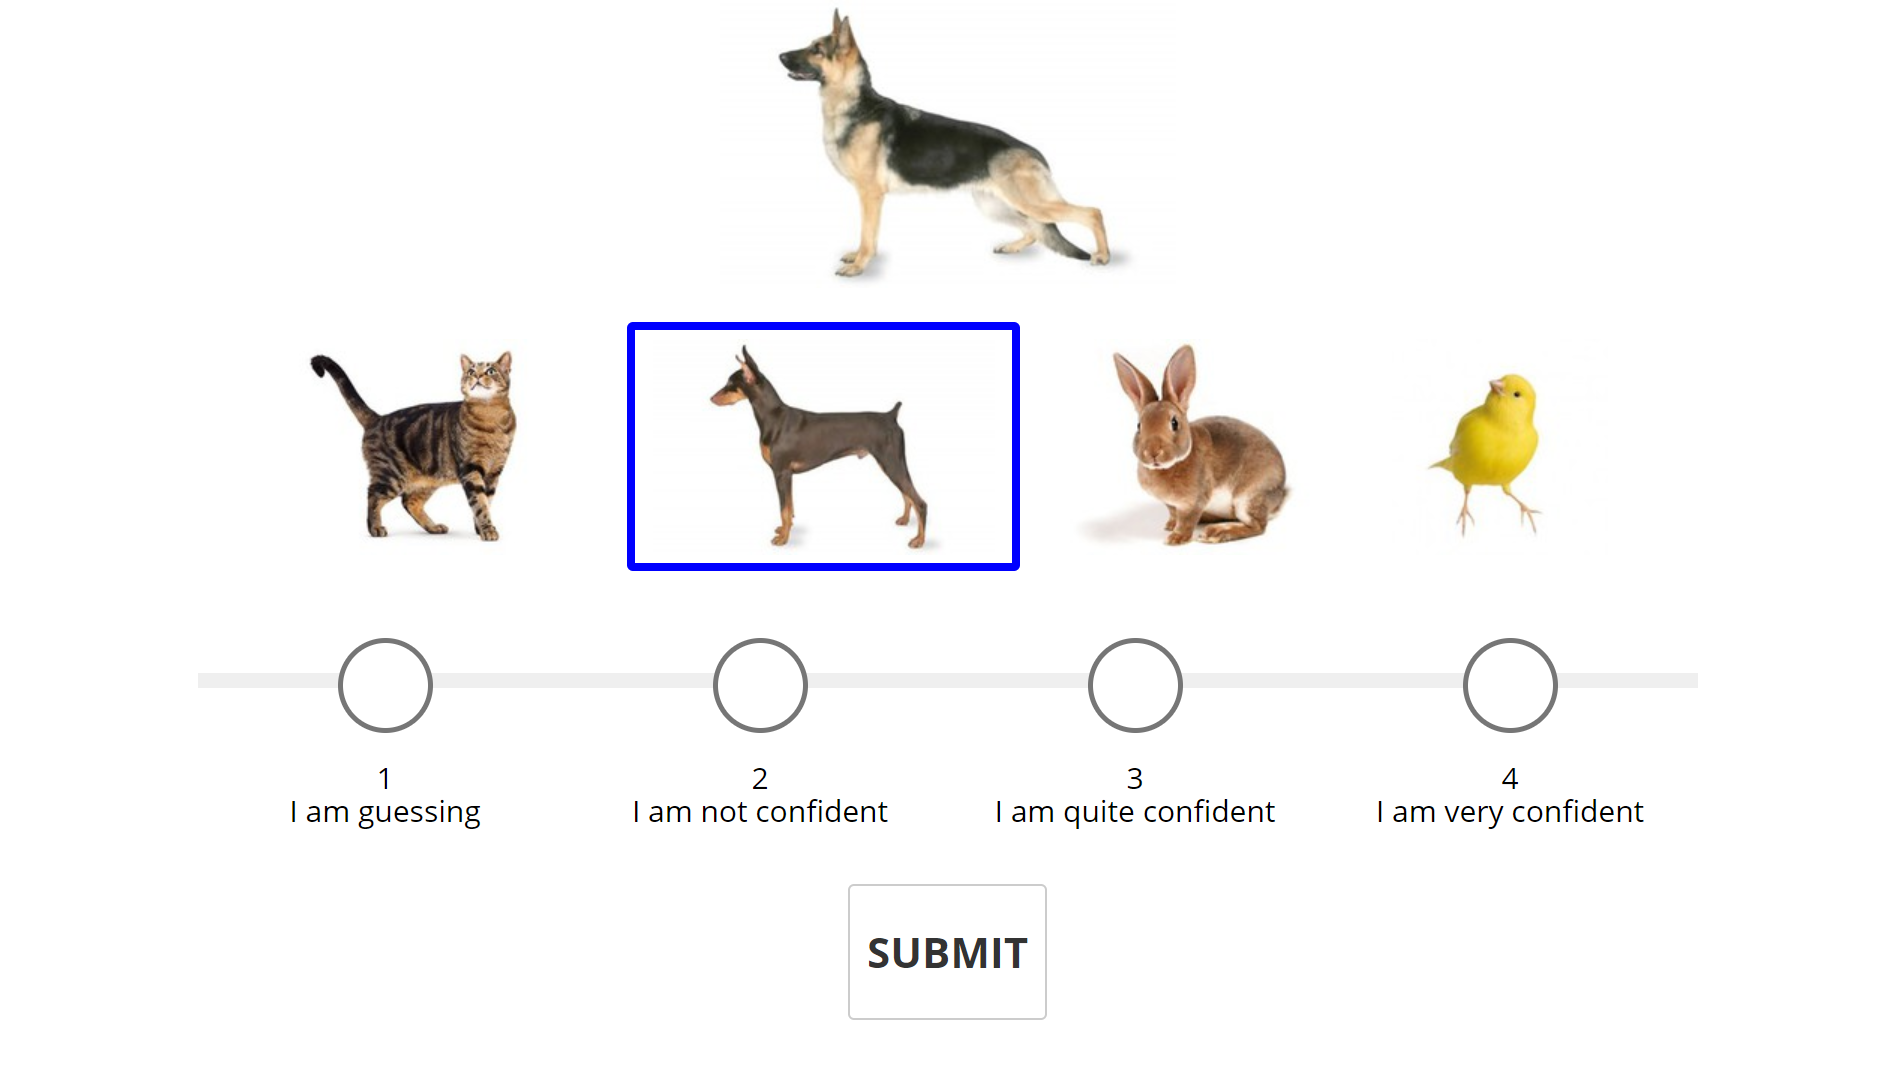 1
I am guessing
2
I am not confident
3
I am quite confident
4
I am very confident
SUBMIT